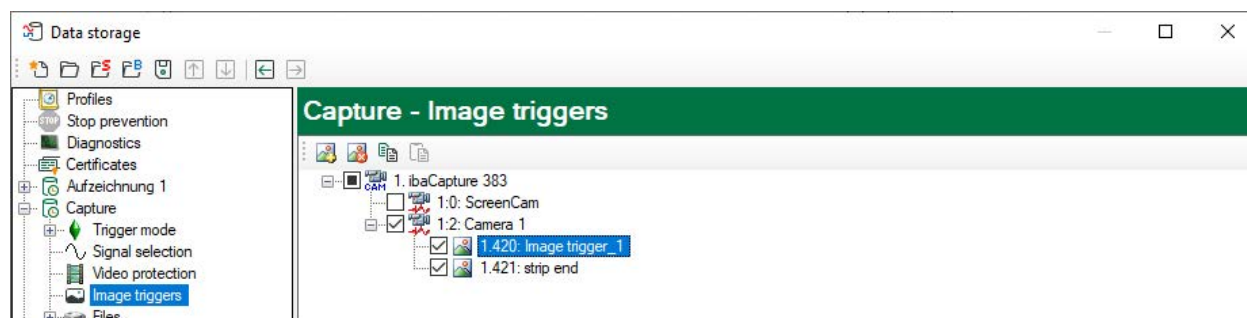 Data storage
Profiles
Stop prevention
Diagnostics
Certificates
Aufzeichnung 1
Capture
Trigger mode
Signal selection
Video protection
Image triggers
Files
Capture - Image triggers
CAM 1. ibaCapture 383
1:0: ScreenCam
1:2: Camera 1
1.420: Image trigger_1
1.421: strip end